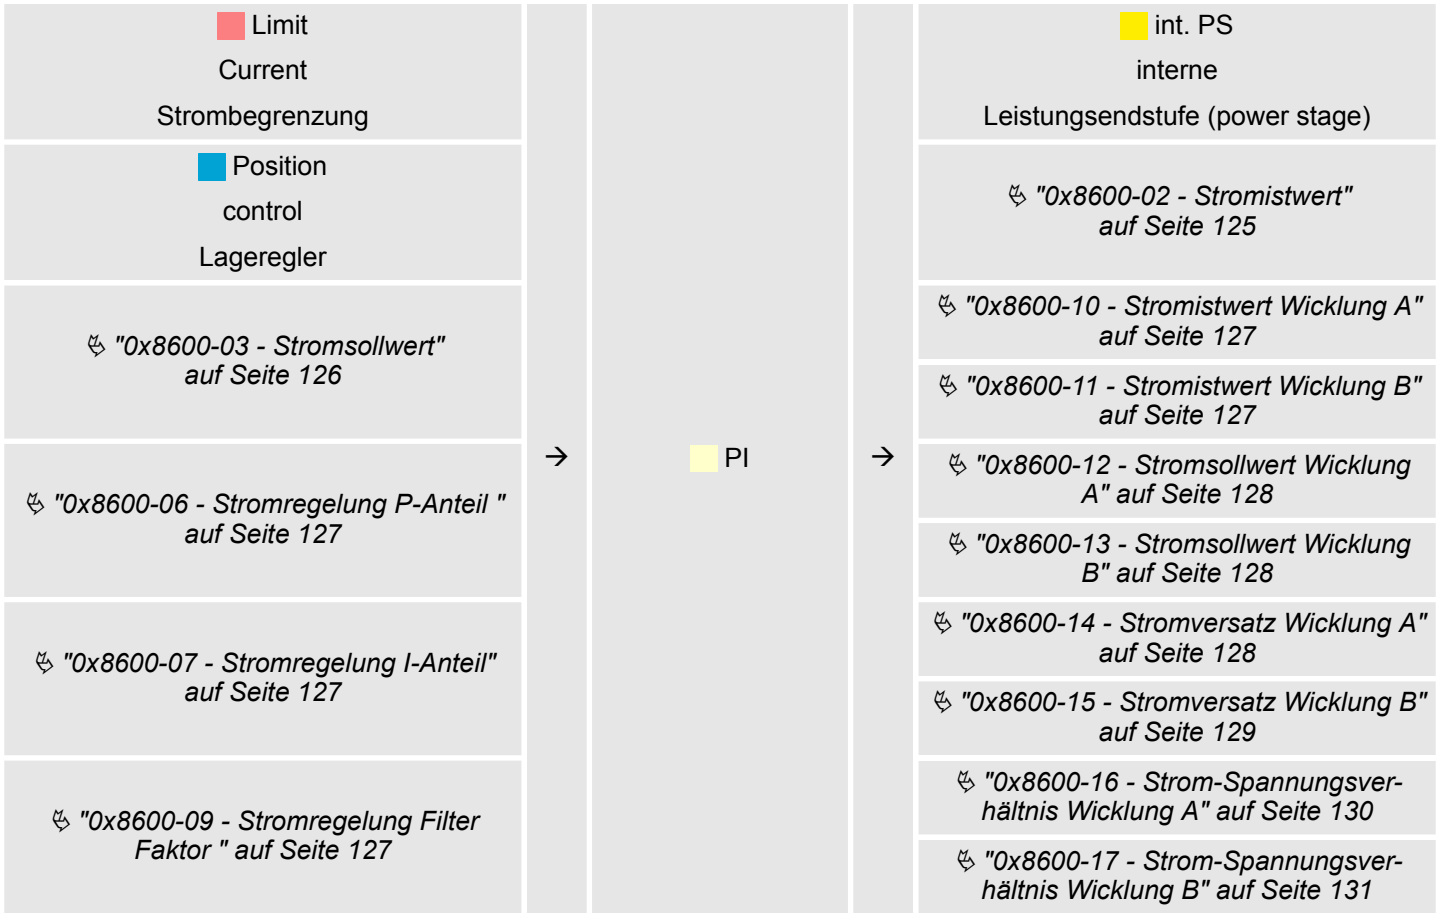 Limit
Current
Strombegrenzung
Position
control
Lageregler
"0x8600-03 - Stromsollwert"
auf Seite 126
"0x8600-06 - Stromregelung P-Anteil "
auf Seite 127
"0x8600-07 - Stromregelung I-Anteil"
auf Seite 127
"0x8600-09 - Stromregelung Filter
Faktor " auf Seite 127
→
PI
→
int. PS
interne
Leistungsendstufe (power stage)
"0x8600-02 - Stromistwert"
auf Seite 125
"0x8600-10 - Stromistwert Wicklung A"
auf Seite 127
"0x8600-11 - Stromistwert Wicklung B"
auf Seite 127
"0x8600-12 - Stromsollwert Wicklung
A" auf Seite 128
"0x8600-13 - Stromsollwert Wicklung
B" auf Seite 128
"0x8600-14 - Stromversatz Wicklung A"
auf Seite 128
"0x8600-15 - Stromversatz Wicklung B"
auf Seite 129
"0x8600-16 - Strom-Spannungsver-
hältnis Wicklung A" auf Seite 130
"0x8600-17 - Strom-Spannungsver-
hältnis Wicklung B" auf Seite 131